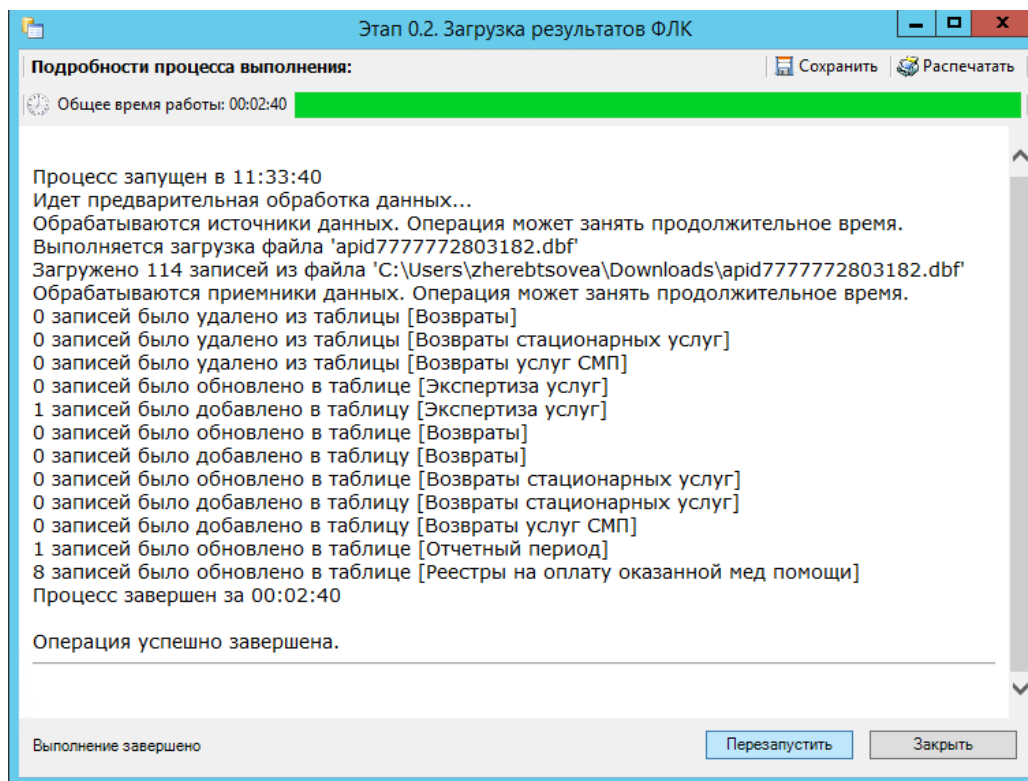 Этап 0.2. Загрузка результатов ФЛК
Подробности процесса выполнения:
Сохранить
Распечатать
Общее время работы: 00:02:40
Процесс запущен в 11:33:40
Идет предварительная обработка данных...
Обрабатываются источники данных. Операция может занять продолжительное время.
Выполняется загрузка файла 'apid7777772803182.dbf'
Загружено 114 записей из файла 'C:\Users\zherebtsovea\Downloads\apid7777772803182.dbf'
Обрабатываются приемники данных. Операция может занять продолжительное время.
0 записей было удалено из таблицы [Возвраты]
0 записей было удалено из таблицы [Возвраты стационарных услуг]
0 записей было удалено из таблицы [Возвраты услуг СМП]
0 записей было обновлено в таблице [Экспертиза услуг]
1 записей было добавлено в таблицу [Экспертиза услуг]
0 записей было обновлено в таблице [Возвраты]
0 записей было добавлено в таблицу [Возвраты]
0 записей было обновлено в таблице [Возвраты стационарных услуг]
0 записей было добавлено в таблицу [Возвраты стационарных услуг]
0 записей было добавлено в таблицу [Возвраты услуг СМП]
1 записей было обновлено в таблице [Отчетный период]
8 записей было обновлено в таблице [Реестры на оплату оказанной мед помощи]
Процесс завершен за 00:02:40
Операция успешно завершена.
Выполнение завершено
Перезапустить
Закрыть